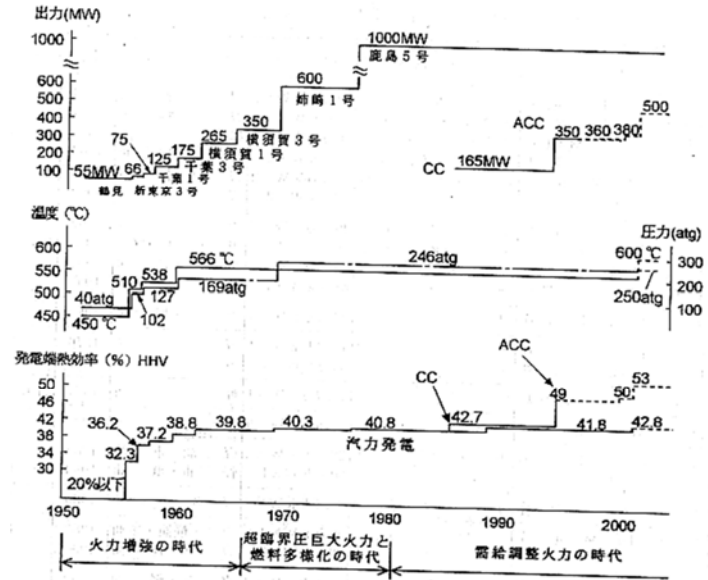 出力(MW)
1000
600
500
400
300
200
100
1000MW
鹿島5号
600
姉崎1号
350
横須賀3号
265
横須賀1号
175
千葉3号
125
千葉1号
75
66
新東京3号
55MW
鶴見
CC
165MW
ACC
350
360
380
500
温度(℃)
圧力(atg)
600
550
500
450
300
200
100
40atg
450℃
510
102
538
127
566℃
169atg
246atg
600℃
250atg
発電端熱効率(%)HHV
50
46
42
38
34
30
20%以下
32.3
36.2
37.2
38.8
39.8
40.3
40.8
汽力発電
CC
42.7
ACC
49
50
53
41.8
42.8
1950
1960
1970
1980
1990
2000
火力増強の時代
超臨界圧巨大火力と
燃料多様化の時代
需給調整火力の時代